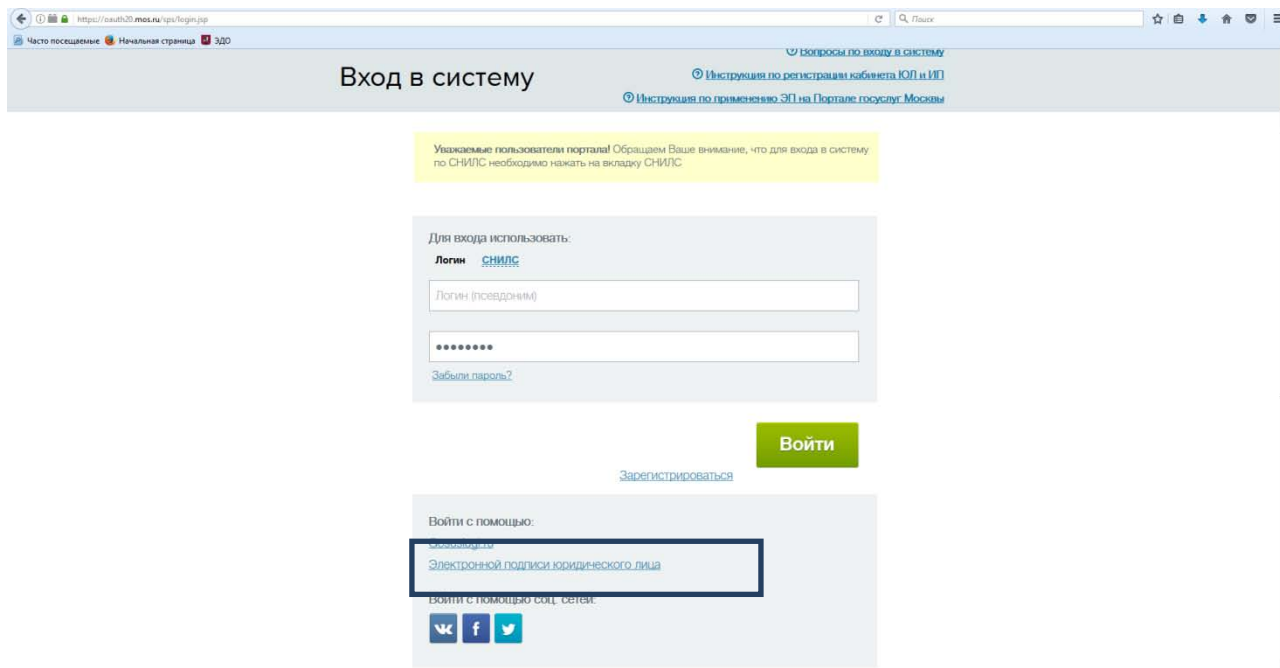 https://oauth20.mos.ru/sps/login.jsp
Поиск
Часто посещаемые Начальная страница ЭДО
Вопросы по входу в систему
Вход в систему
Инструкция по регистрации кабинета ЮЛ и ИП
Инструкция по применению ЭП на Портале госуслуг Москвы
Уважаемые пользователи портала! Обращаем Ваше внимание, что для входа в систему
по СНИЛС необходимо нажать на вкладку СНИЛС
Для входа использовать:
Логин СНИЛС
Логин (псевдоним)
Забыли пароль?
Войти
Зарегистрироваться
Войти с помощью:
Gosuslugi.ru
Электронной подписи юридического лица
Войти с помощью соц. сетей: